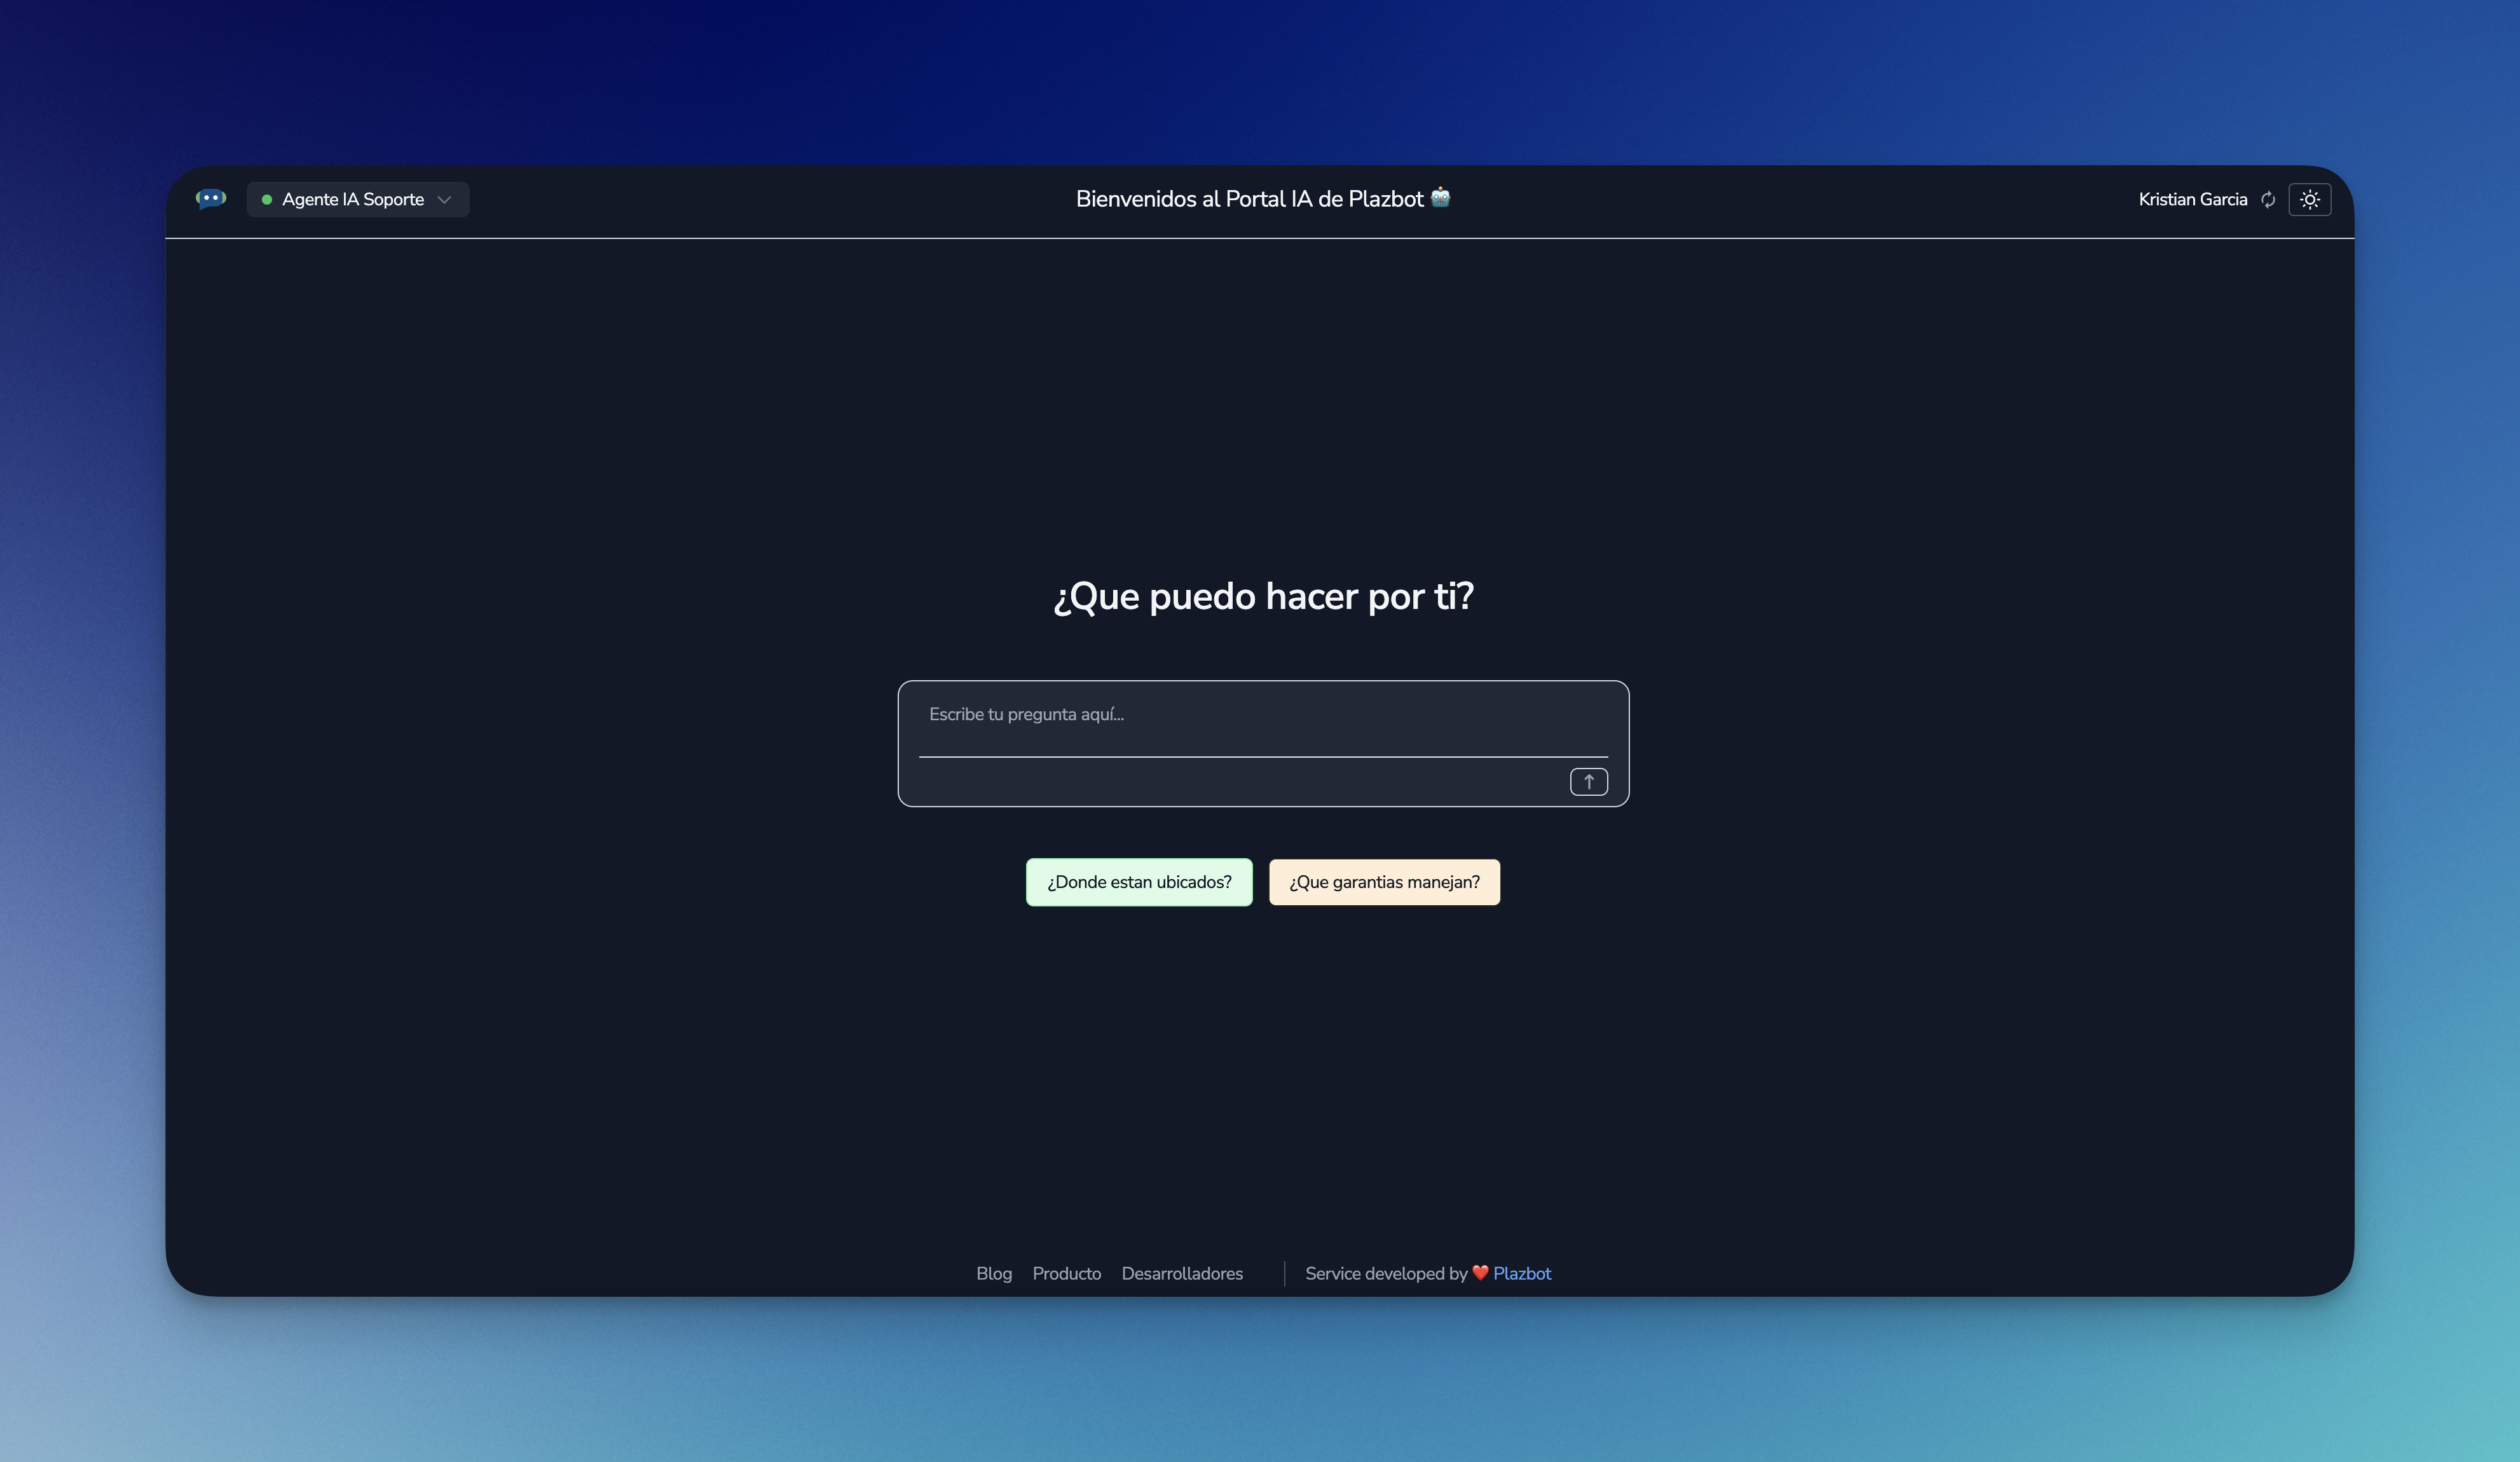 Agente IA Soporte
Bienvenidos al Portal IA de Plazbot 🤖
Kristian Garcia
¿Que puedo hacer por ti?
Escribe tu pregunta aquí...
¿Donde estan ubicados?
¿Que garantias manejan?
Blog Producto Desarrolladores
Service developed by ❤️ Plazbot